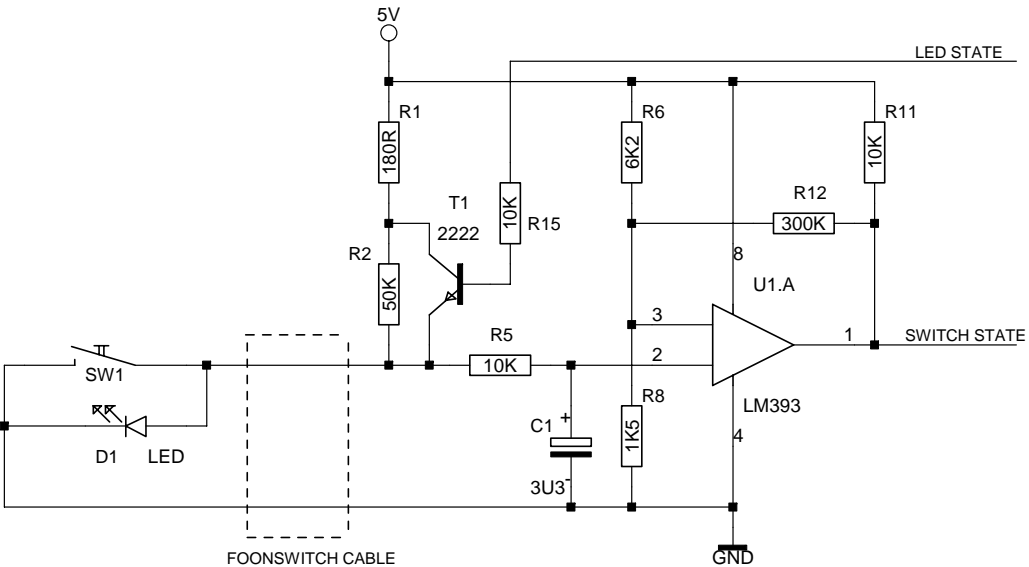 5V
LED STATE
R1
180R
R6
6K2
R11
10K
T1
2222
10K
R15
R12
300K
R2
50K
8
U1.A
3
1
SWITCH STATE
R5
10K
2
SW1
LM393
R8
1K5
C1
+
D1
LED
4
3U3
-
GND
FOONSWITCH CABLE